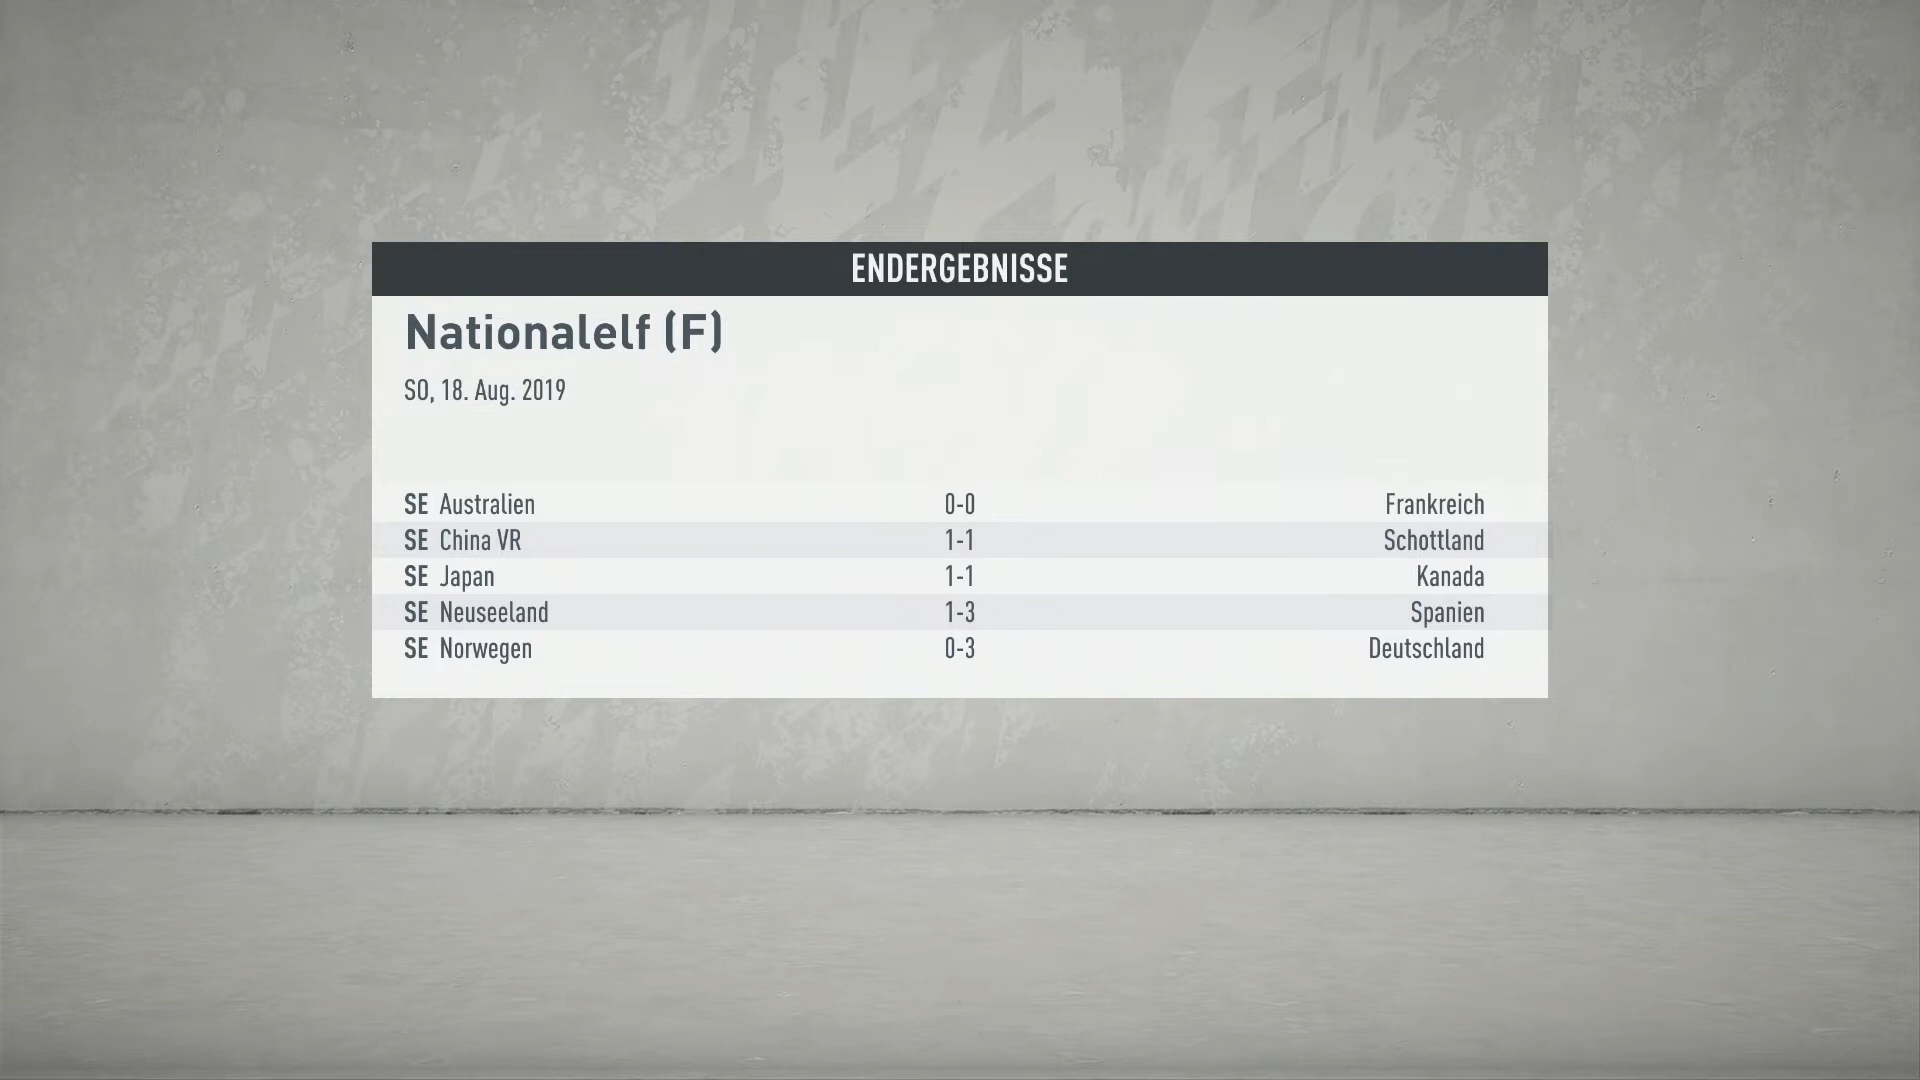 ENDERGEBNISSE
Nationalelf (F)
SO, 18. Aug. 2019
SE Australien 0-0 Frankreich
SE China VR 1-1 Schottland
SE Japan 1-1 Kanada
SE Neuseeland 1-3 Spanien
SE Norwegen 0-3 Deutschland